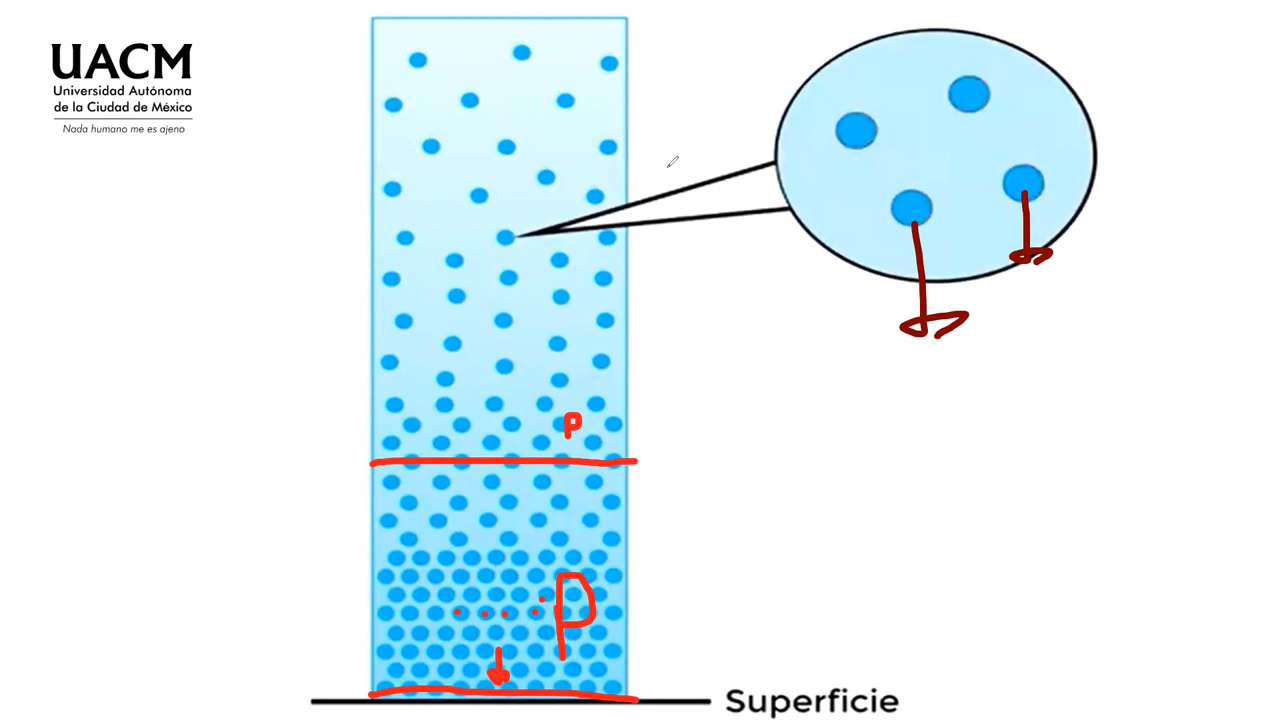 UACM
Universidad Autónoma
de la Ciudad de México
Nada humano me es ajeno
P
P
Superficie